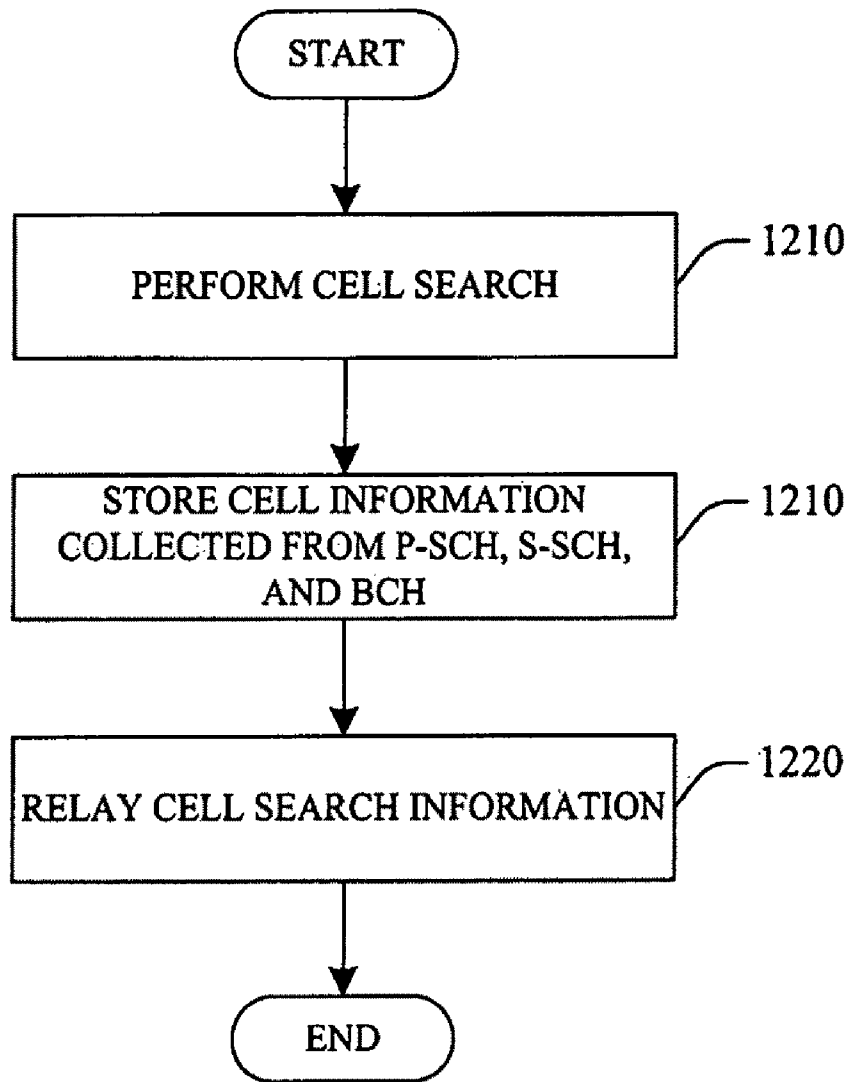 START
PERFORM CELL SEARCH
1210
STORE CELL INFORMATION
COLLECTED FROM P-SCH, S-SCH,
AND BCH
1210
RELAY CELL SEARCH INFORMATION
1220
END